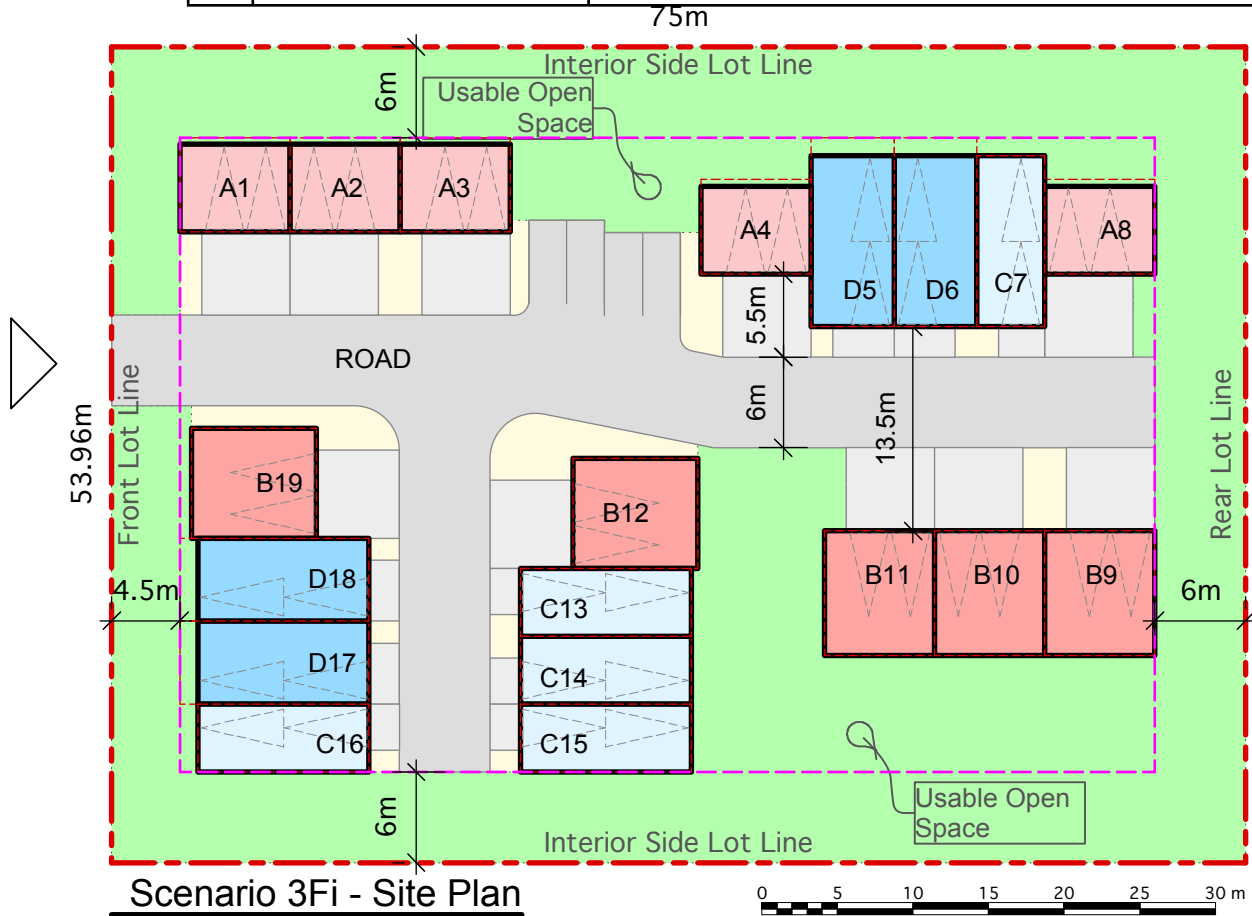 75m
Interior Side Lot Line
6m
Usable Open
Space
A1
A2
A3
A4
A8
D5
D6
C7
5.5m
ROAD
6m
13.5m
53.96m
Front Lot Line
Rear Lot Line
B19
B12
B11
B10
B9
D18
4.5m
6m
C13
D17
C14
C16
C15
6m
Usable Open
Space
Interior Side Lot Line
Scenario 3Fi - Site Plan
0 5 10 15 20 25 30 m